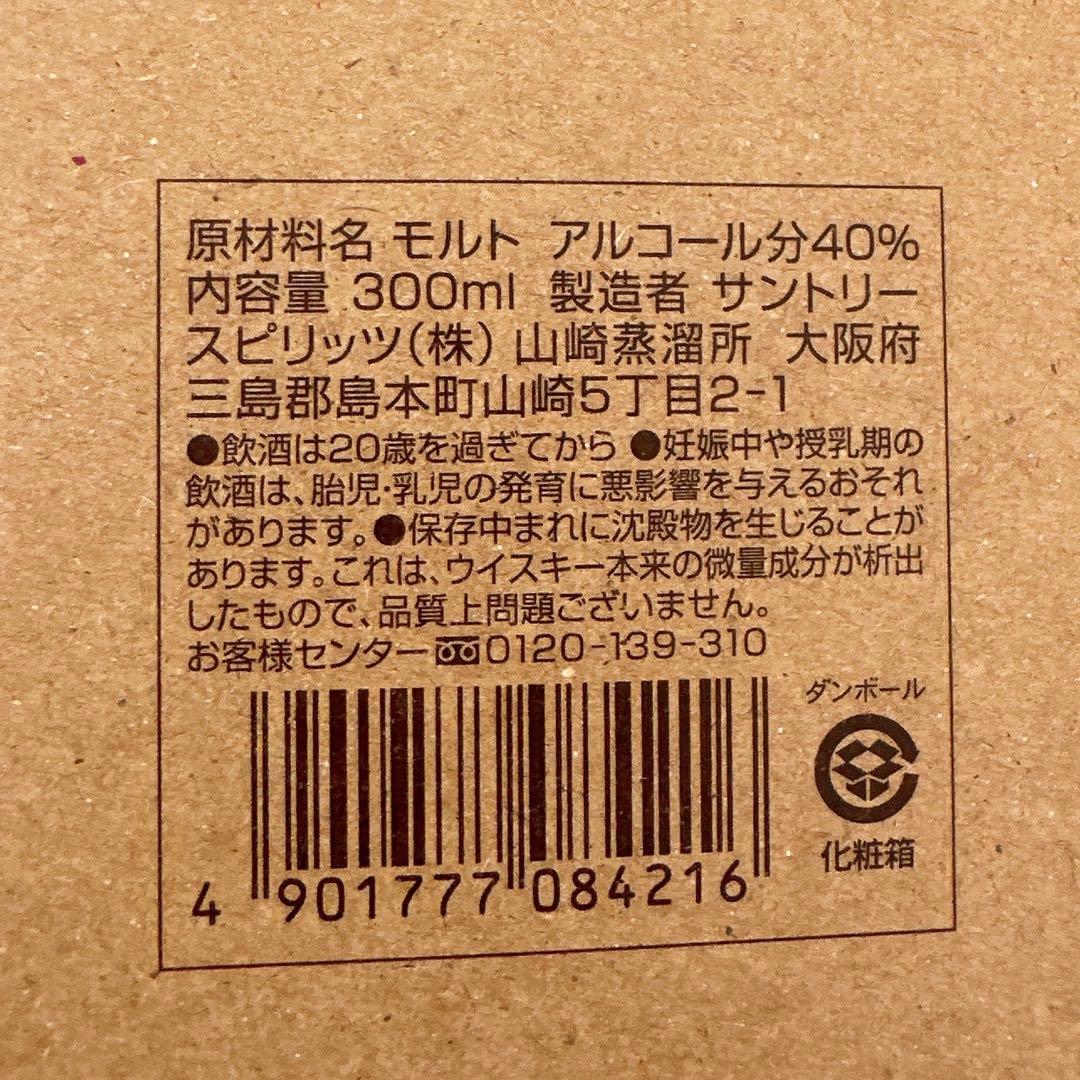 原材料名 モルト アルコール分40%
内容量 300ml 製造者 サントリー
スピリッツ(株) 山崎蒸溜所 大阪府
三島郡島本町山崎5丁目2-1
●飲酒は20歳を過ぎてから ●妊娠中や授乳期の
飲酒は、胎児・乳児の発育に悪影響を与えるおそれ
があります。●保存中まれに沈殿物を生じることが
あります。これは、ウイスキー本来の微量成分が析出
したもので、品質上問題ございません。
お客様センター 0120-139-310
ダンボール
化粧箱
4 901777 084216